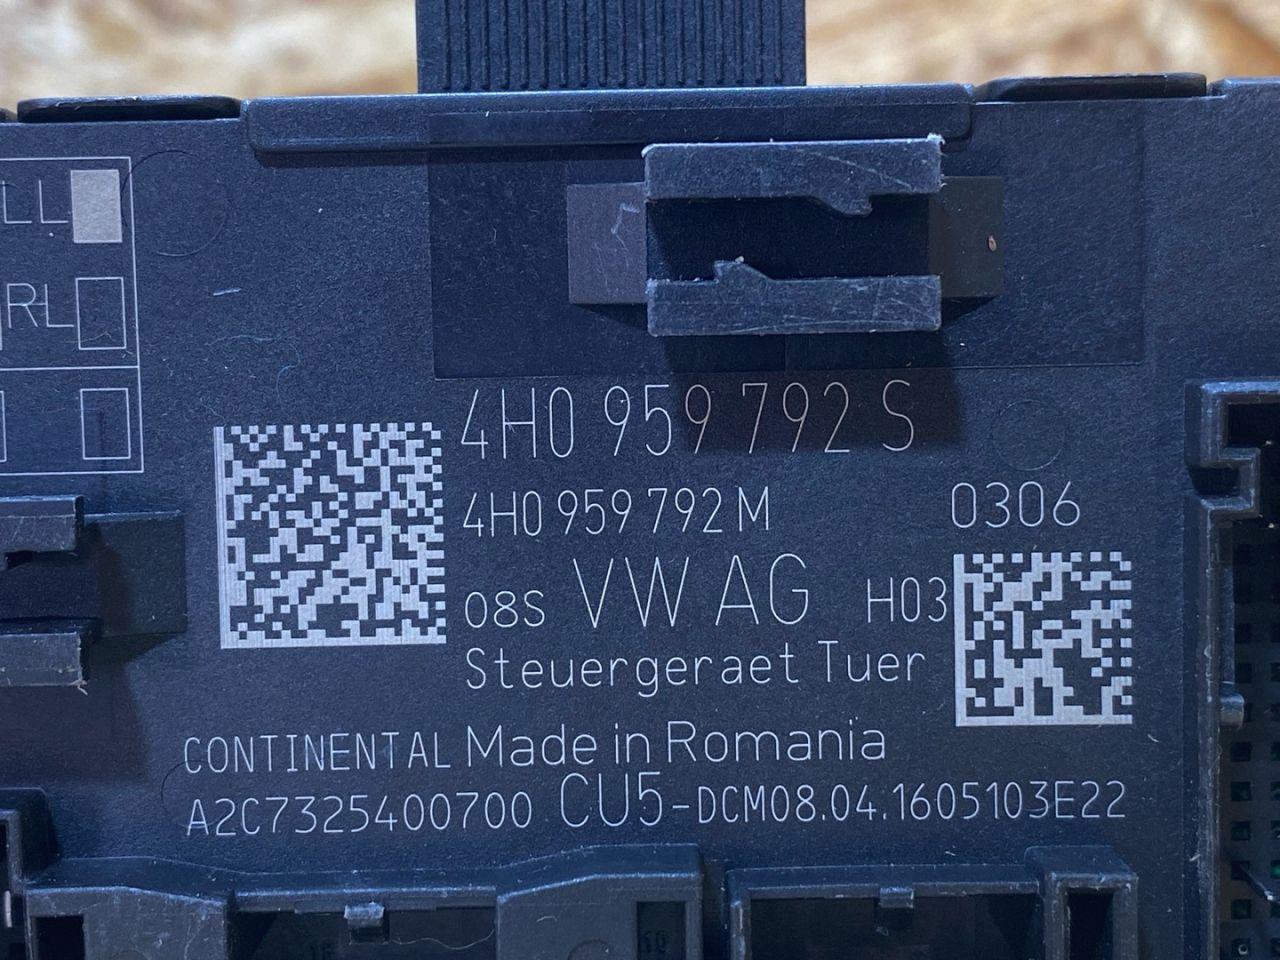 LL
RL
4H0 959 792 S
4H0 959 792 M
0306
08S VW AG H03
Steuergeraet Tuer
CONTINENTAL Made in Romania
A2C7325400700 CU5-DCM08.04.1605103E22